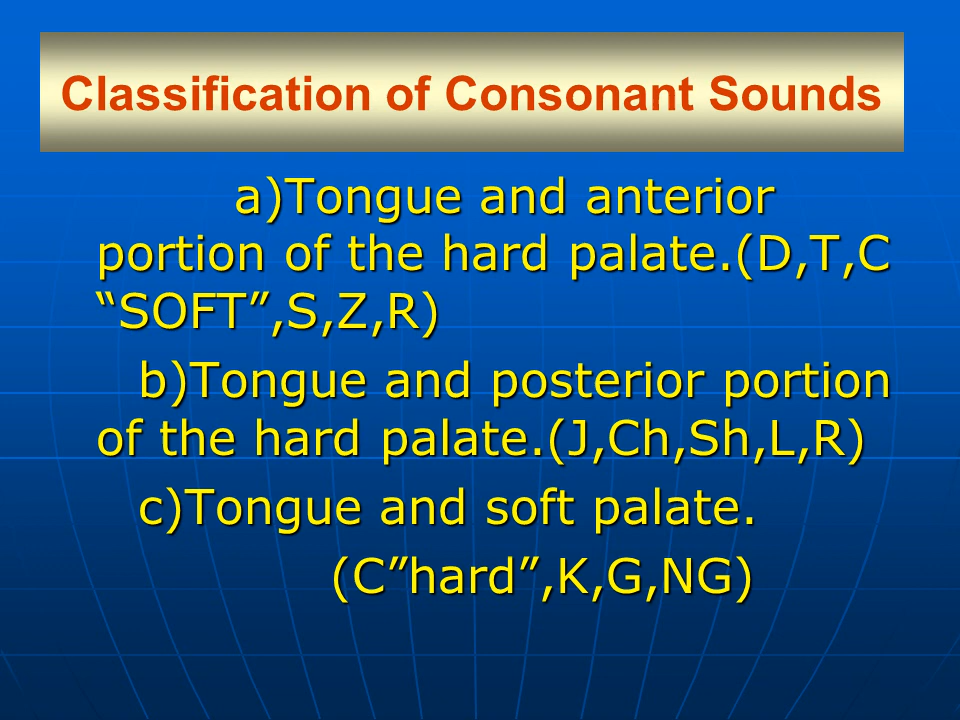 Classification of Consonant Sounds
a)Tongue and anterior
portion of the hard palate.(D,T,C
“SOFT”,S,Z,R)
b)Tongue and posterior portion
of the hard palate.(J,Ch,Sh,L,R)
c)Tongue and soft palate.
(C”hard”,K,G,NG)